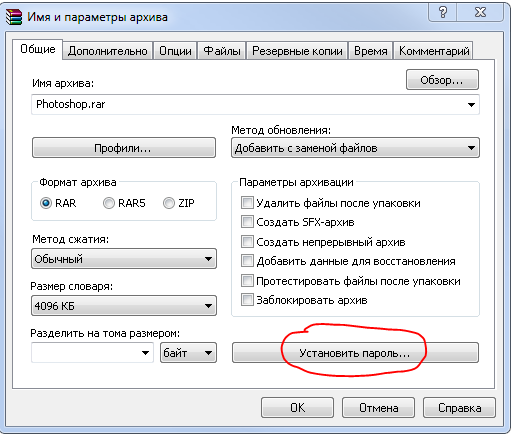 Имя и параметры архива
Общие Дополнительно Опции Файлы Резервные копии Время Комментарий
Имя архива:
Обзор...
Photoshop.rar
Метод обновления:
Профили... Добавить с заменой файлов
Формат архива
RAR RAR5 ZIP
Параметры архивации
Удалить файлы после упаковки
Создать SFX-архив
Создать непрерывный архив
Добавить данные для восстановления
Протестировать файлы после упаковки
Заблокировать архив
Метод сжатия:
Обычный
Размер словаря:
4096 КБ
Разделить на тома размером:
байт Установить пароль...
OK Отмена Справка